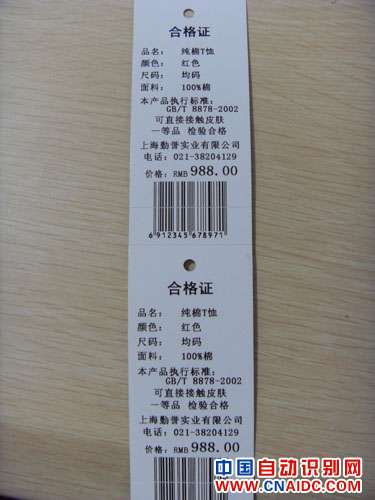 合格证
品名： 纯棉T恤
颜色： 红色
尺码： 均码
面料： 100%棉
本产品执行标准：
GB/T 8878-2002
可直接接触皮肤
一等品 检验合格
上海勤誉实业有限公司
电话：021-38204129
价格：RMB 988.00
6912345678971
合格证
品名： 纯棉T恤
颜色： 红色
尺码： 均码
面料： 100%棉
本产品执行标准：
GB/T 8878-2002
可直接接触皮肤
一等品 检验合格
上海勤誉实业有限公司
电话：021-38204129
价格：RMB 988.00
中国自动识别网
www.CNAIDC.com